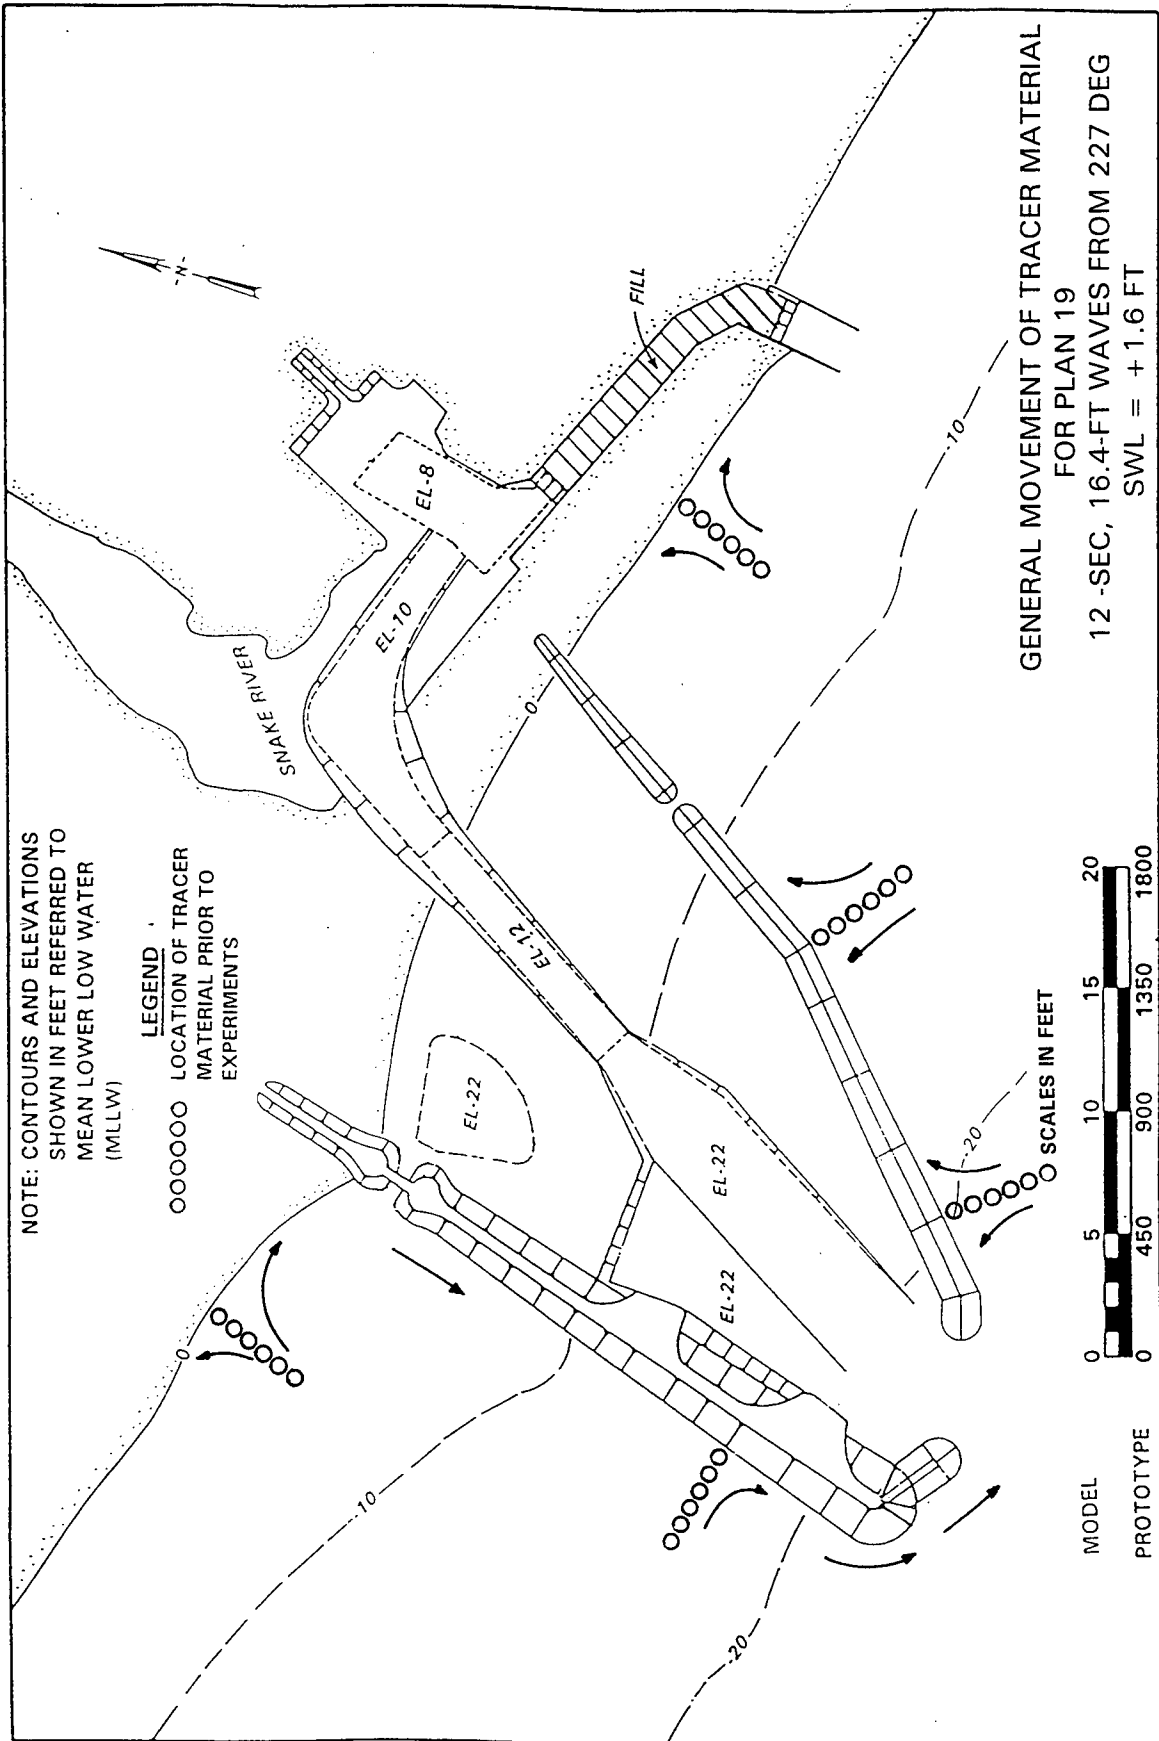 NOTE: CONTOURS AND ELEVATIONS
SHOWN IN FEET REFERRED TO
MEAN LOWER LOW WATER
(MLLW)
LEGEND
OOOOOO LOCATION OF TRACER
MATERIAL PRIOR TO
EXPERIMENTS
SNAKE RIVER
-N-
EL-8
EL-10
EL-12
EL-22
EL-22
EL-22
FILL
0
0
-10
-10
-20
-20
SCALES IN FEET
MODEL 0 5 10 15 20
PROTOTYPE 0 450 900 1350 1800
GENERAL MOVEMENT OF TRACER MATERIAL
FOR PLAN 19
12 -SEC, 16.4-FT WAVES FROM 227 DEG
SWL = + 1.6 FT